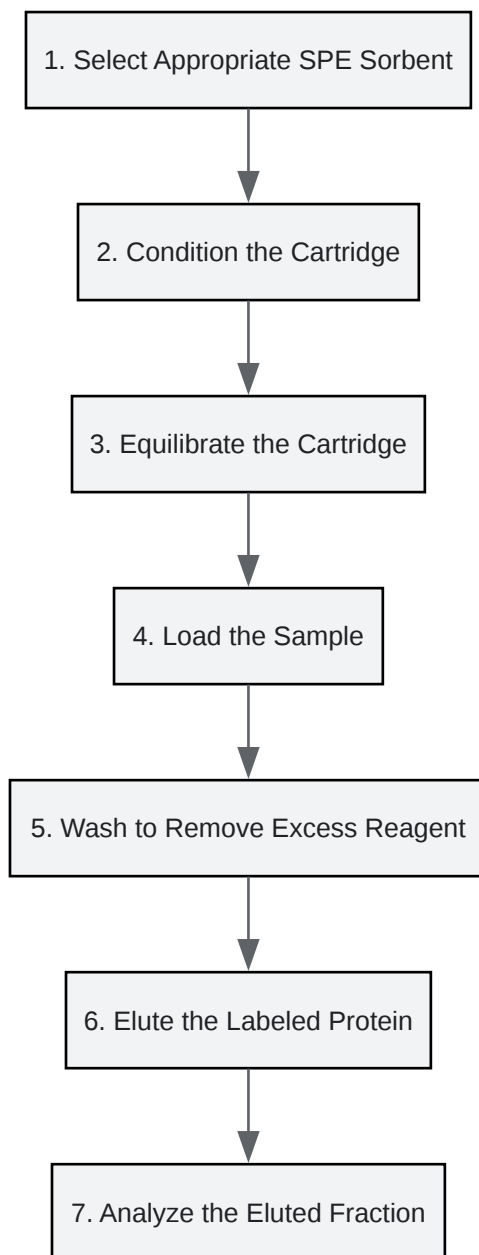 1. Select Appropriate SPE Sorbent
2. Condition the Cartridge
3. Equilibrate the Cartridge
4. Load the Sample
5. Wash to Remove Excess Reagent
6. Elute the Labeled Protein
7. Analyze the Eluted Fraction